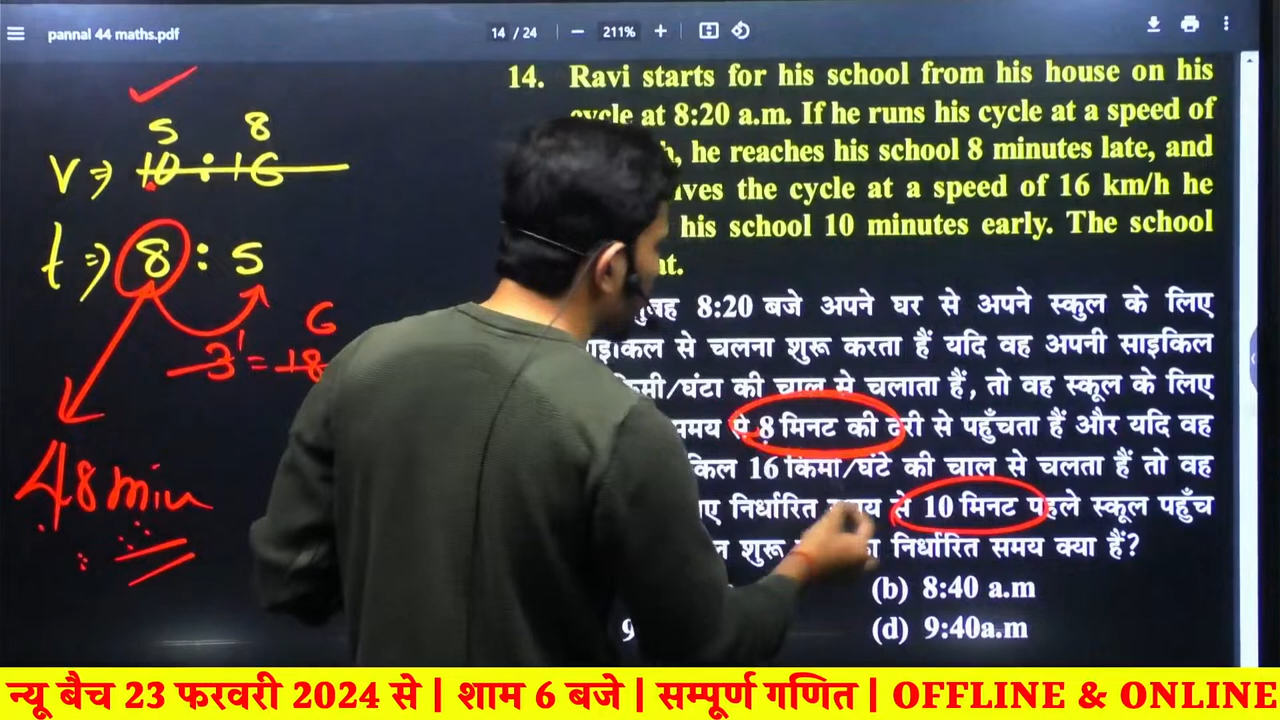 pannal 44 maths.pdf
14 / 24
211%
14. Ravi starts for his school from his house on his
cycle at 8:20 a.m. If he runs his cycle at a speed of
he reaches his school 8 minutes late, and
the cycle at a speed of 16 km/h he
his school 10 minutes early. The school
at.
8:20 बजे अपने घर से अपने स्कुल के लिए
से चलना शुरू करता हैं यदि वह अपनी साइकिल
की चाल से चलाता हैं, तो वह स्कूल के लिए
से 8 मिनट की देरी से पहुँचता हैं और यदि वह
16 किमी/घंटे की चाल से चलता हैं तो वह
निर्धारित समय से 10 मिनट पहले स्कूल पहुँच
शुरू निर्धारित समय क्या हैं?
(b) 8:40 a.m
9
(d) 9:40a.m
5 8
V ⇒ 10 : 16
t ⇒ 8 : 5
6
3 = 18
48 min
न्यू बैच 23 फरवरी 2024 से | शाम 6 बजे | सम्पूर्ण गणित | OFFLINE & ONLINE